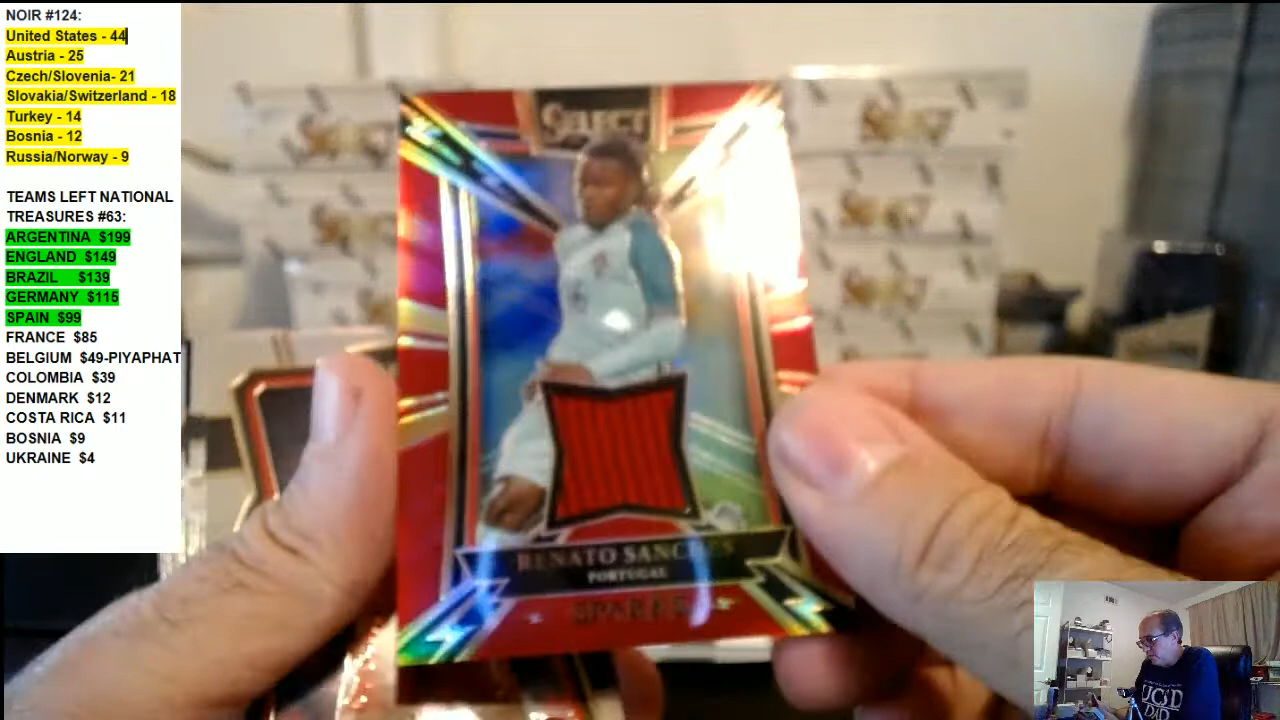 NOIR #124:
United States - 44
Austria - 25
Czech/Slovenia- 21
Slovakia/Switzerland - 18
Turkey - 14
Bosnia - 12
Russia/Norway - 9
TEAMS LEFT NATIONAL
TREASURES #63:
ARGENTINA $199
ENGLAND $149
BRAZIL $139
GERMANY $115
SPAIN $99
FRANCE $85
BELGIUM $49-PIYAPHAT
COLOMBIA $39
DENMARK $12
COSTA RICA $11
BOSNIA $9
UKRAINE $4
SELECT
RENATO SANCHES
PORTUGAL
SPARKS
DAD